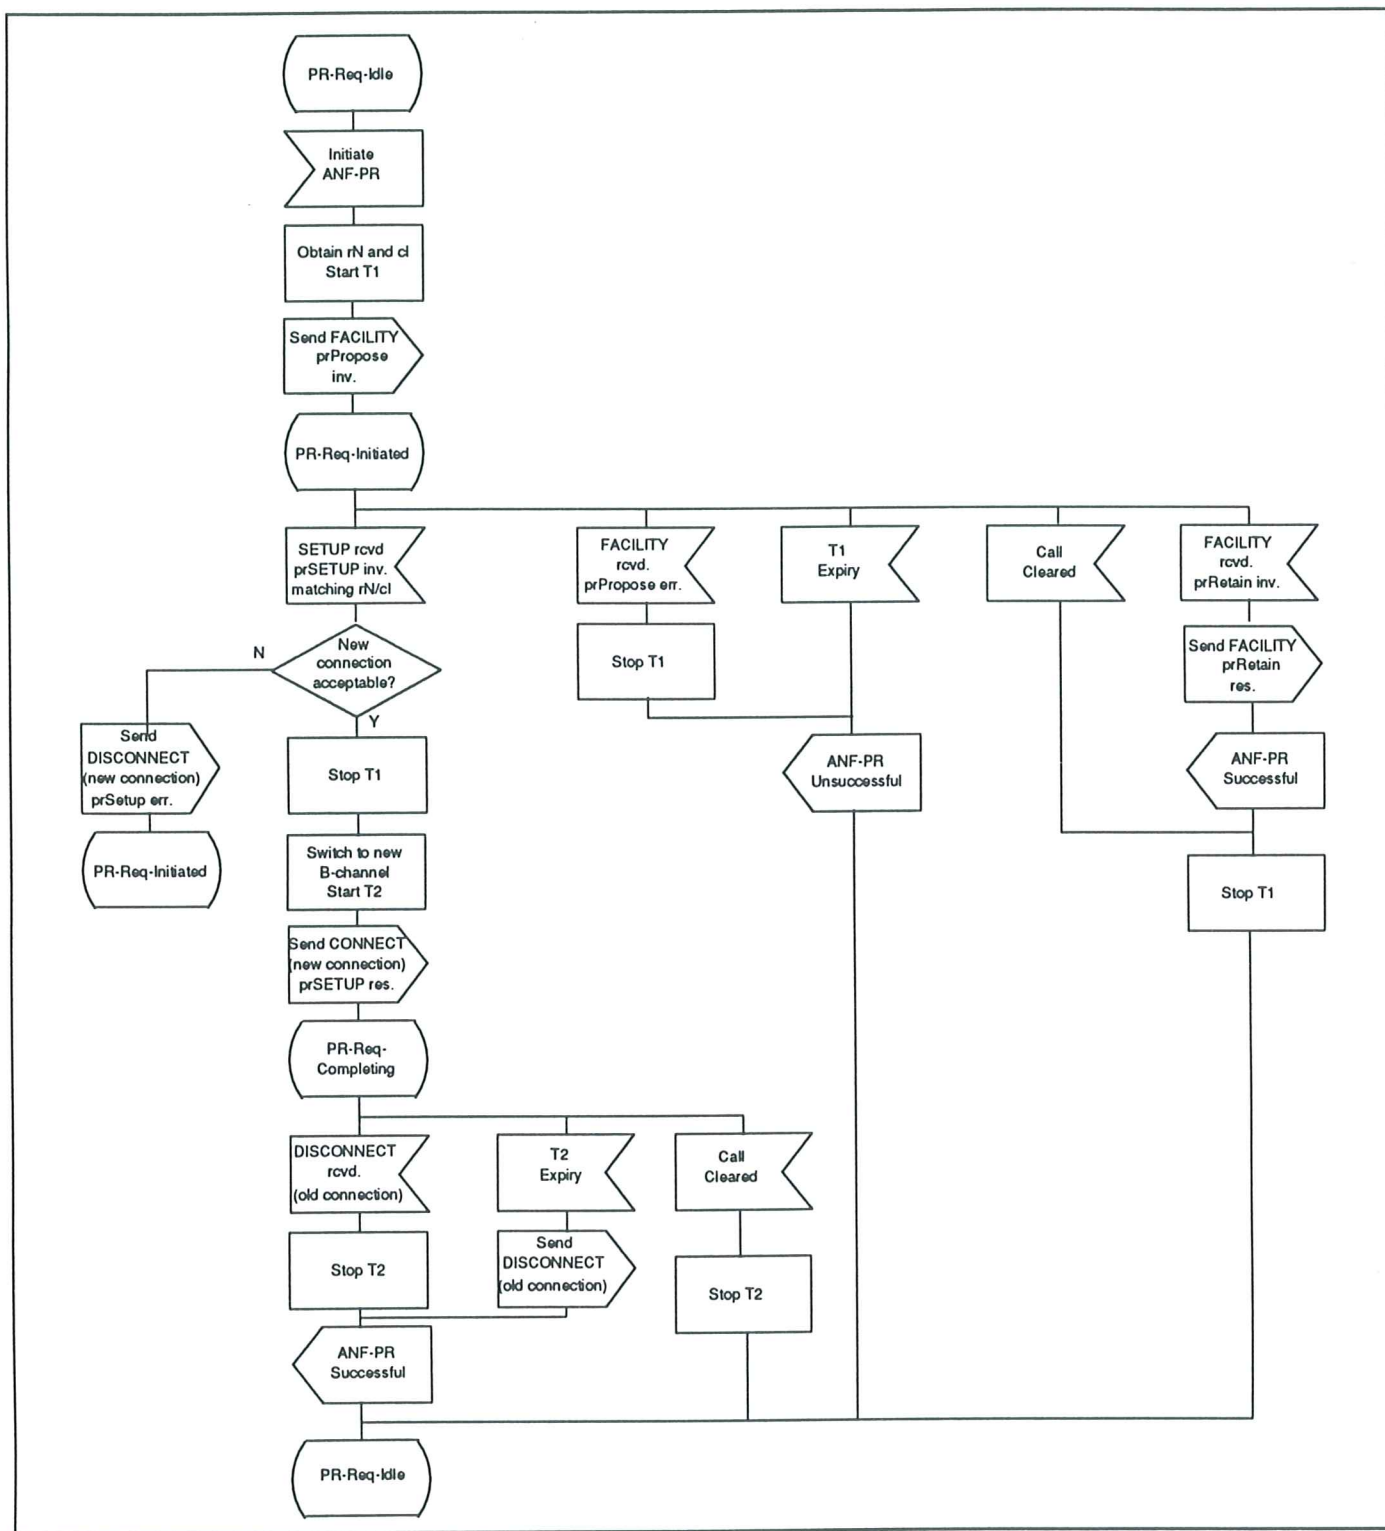 PR-Req-Idle
Initiate
ANF-PR
Obtain rN and cl
Start T1
Send FACILITY
prPropose
inv.
PR-Req-Initiated
SETUP rcvd
prSETUP inv.
matching rN/cl
FACILITY
rcvd.
prPropose err.
T1
Expiry
Call
Cleared
FACILITY
rcvd.
prRetain inv.
New
connection
acceptable?
N
Y
Stop T1
Send FACILITY
prRetain
res.
Send
DISCONNECT
(new connection)
prSetup err.
PR-Req-Initiated
Stop T1
ANF-PR
Unsuccessful
ANF-PR
Successful
Switch to new
B-channel
Start T2
Stop T1
Send CONNECT
(new connection)
prSETUP res.
PR-Req-
Completing
DISCONNECT
rcvd.
(old connection)
T2
Expiry
Call
Cleared
Stop T2
Send
DISCONNECT
(old connection)
Stop T2
ANF-PR
Successful
PR-Req-Idle